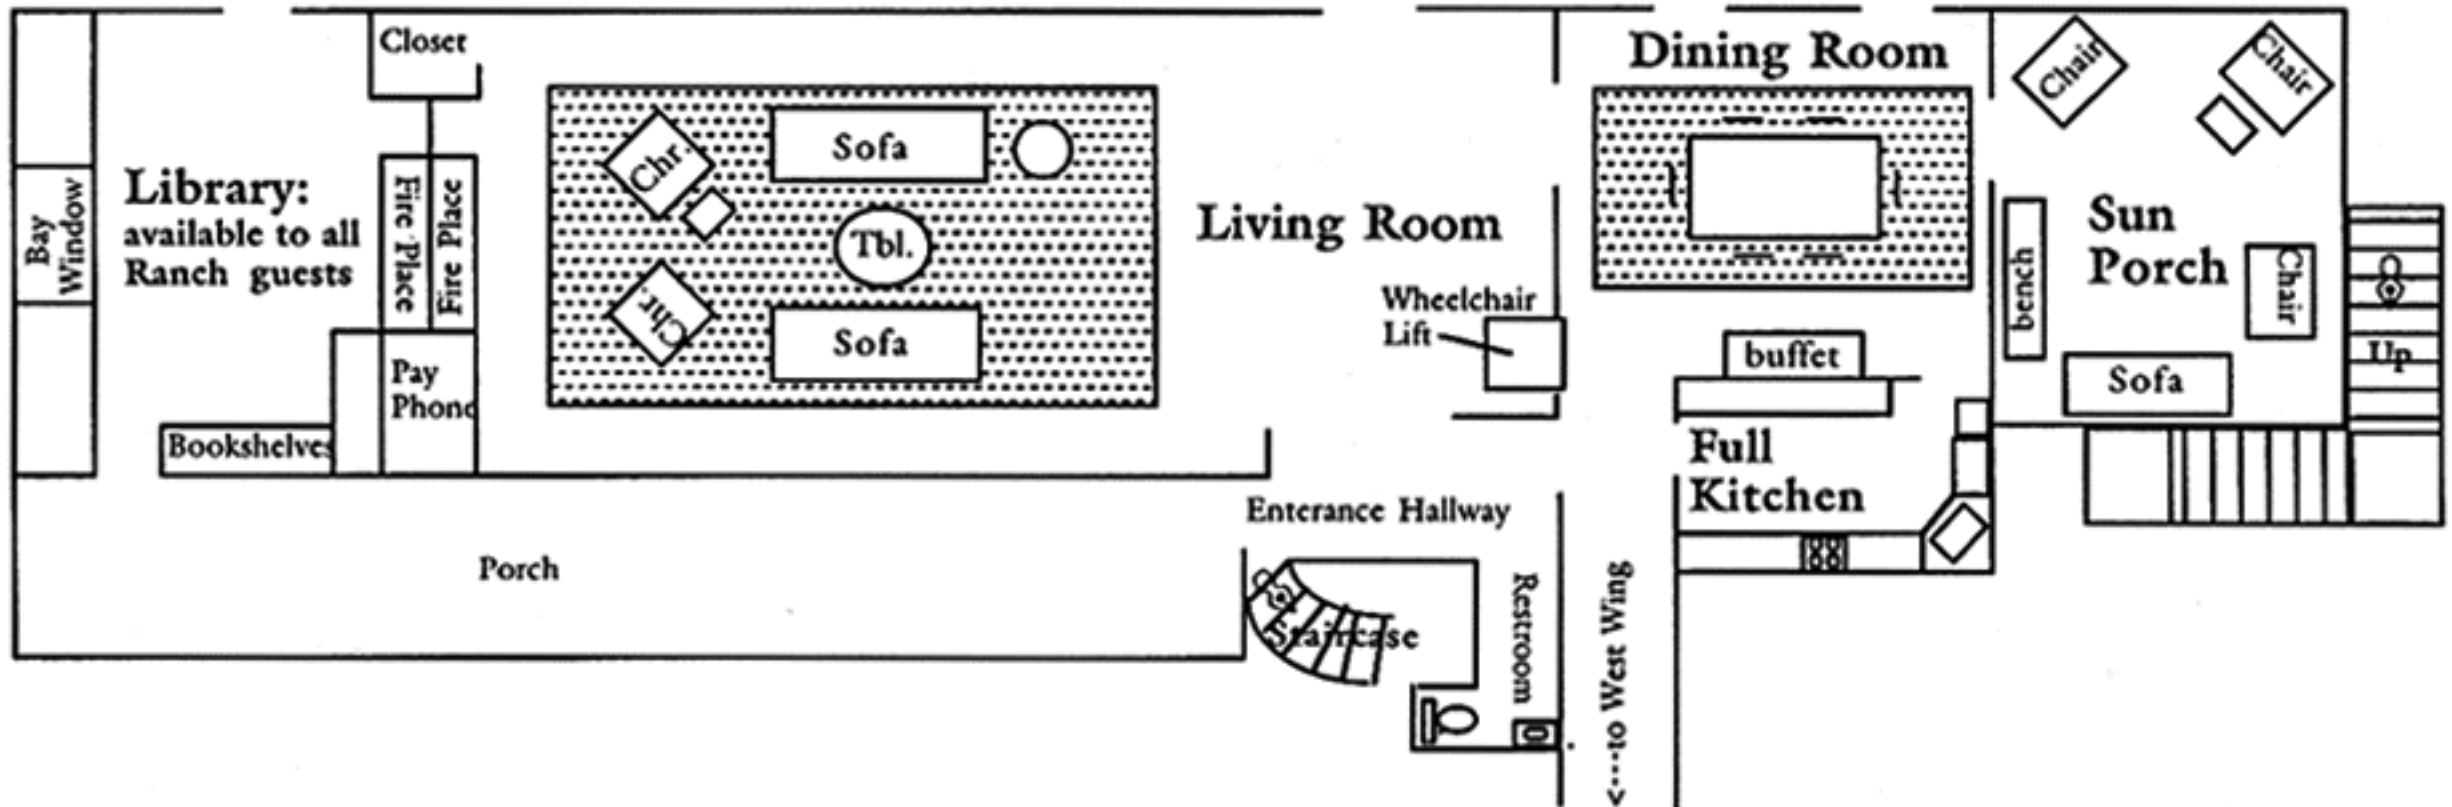 Closet
Library:
available to all
Ranch guests
Bay
Window
Fire Place
Fire Place
Pay
Phone
Bookshelves
Chr.
Chr.
Sofa
Tbl.
Sofa
Living Room
Wheelchair
Lift
Dining Room
buffet
Full
Kitchen
Chair
Chair
Sun
Porch
bench
Chair
Sofa
Up
Porch
Enterance Hallway
Staircase
Restroom
<---to West Wing